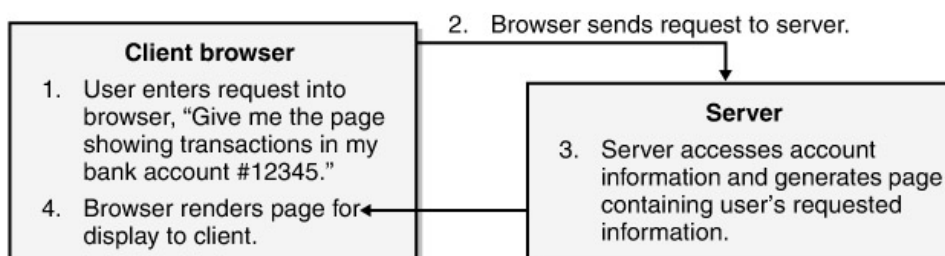 2. Browser sends request to server.
Client browser
1. User enters request into
browser, “Give me the page
showing transactions in my
bank account #12345.”
4. Browser renders page for
display to client.
Server
3. Server accesses account
information and generates page
containing user’s requested
information.